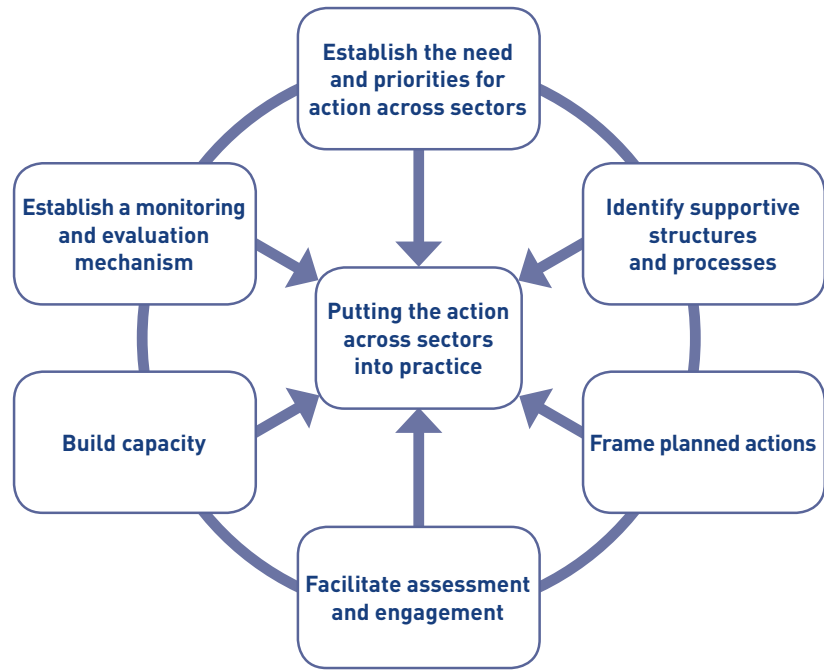 Establish the need
and priorities for
action across sectors
Identify supportive
structures
and processes
Frame planned actions
Facilitate assessment
and engagement
Build capacity
Establish a monitoring
and evaluation
mechanism
Putting the action
across sectors
into practice